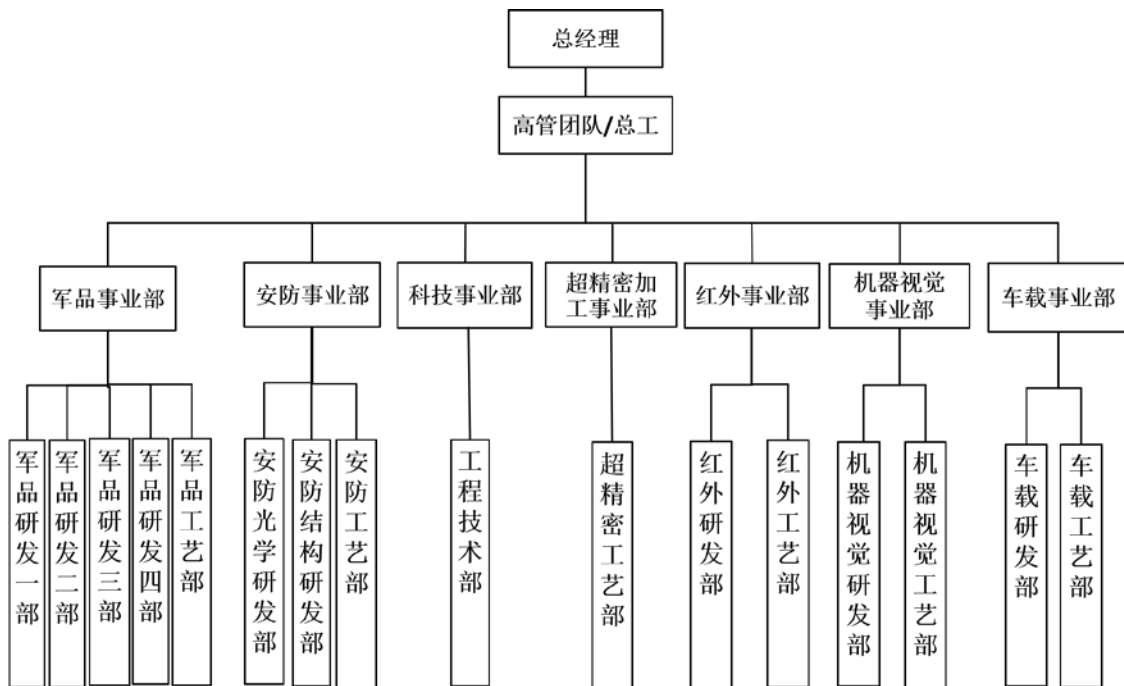 总经理
高管团队/总工
军品事业部
安防事业部
科技事业部
超精密加
工事业部
红外事业部
机器视觉
事业部
车载事业部
军品研发一部
军品研发二部
军品研发三部
军品研发四部
军品工艺部
安防光学研发部
安防结构研发部
安防工艺部
工程技术部
超精密工艺部
红外研发部
红外工艺部
机器视觉研发部
机器视觉工艺部
车载研发部
车载工艺部